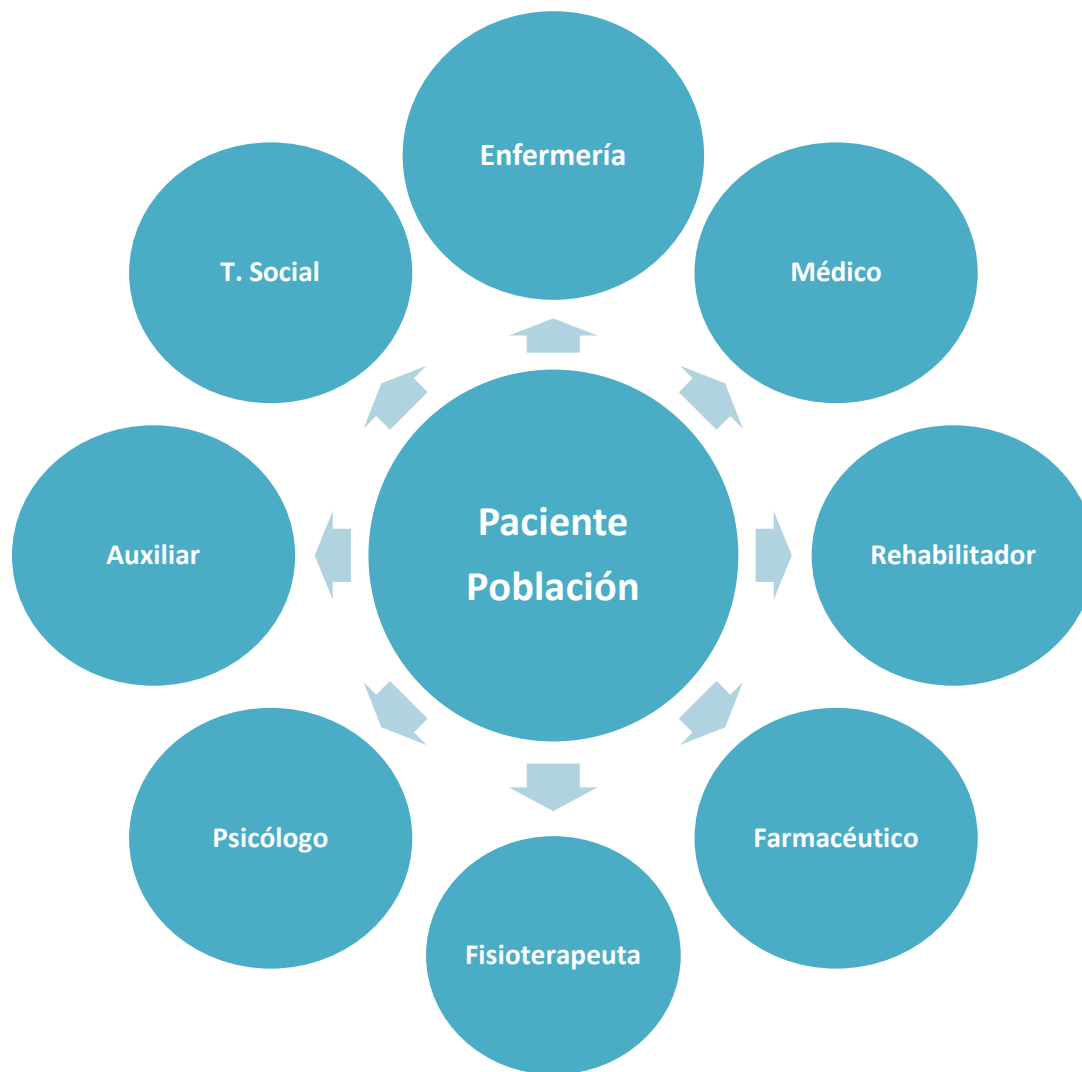 Enfermería
T. Social
Médico
Paciente
Población
Auxiliar
Rehabilitador
Psicólogo
Farmacéutico
Fisioterapeuta